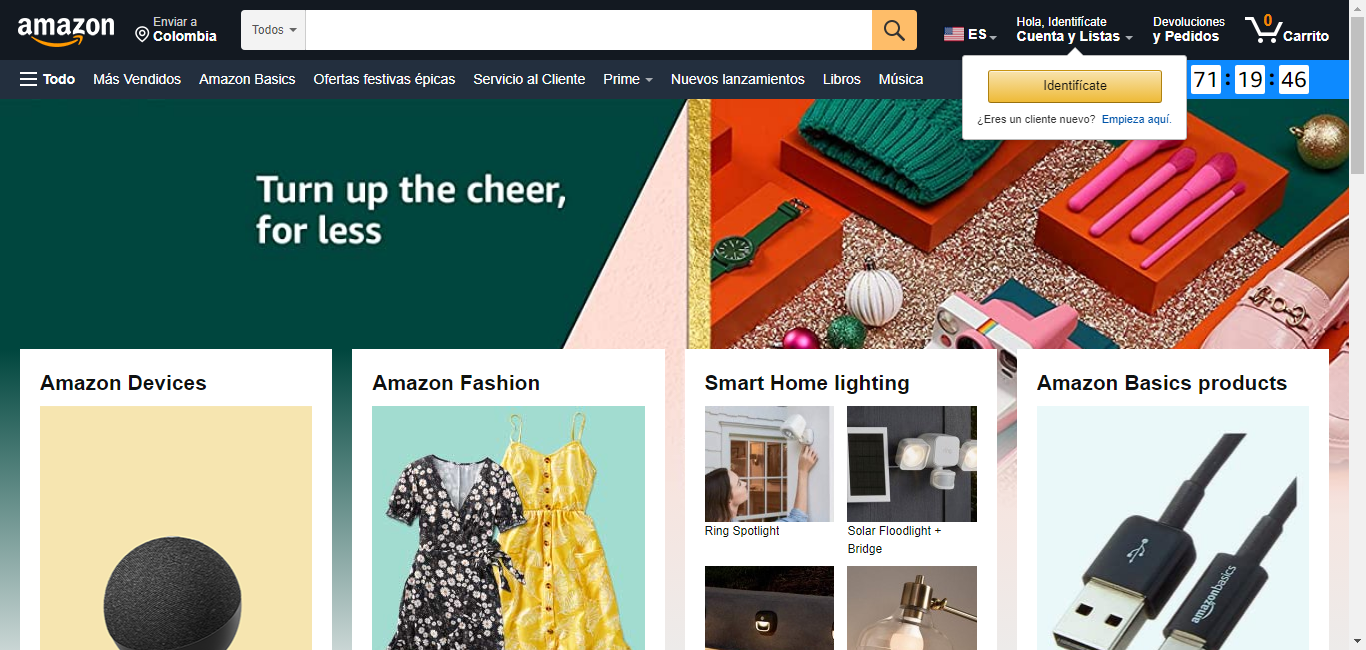 amazon
Enviar a
Colombia
Todos
ES
Hola, Identifícate
Cuenta y Listas
Devoluciones
y Pedidos
0
Carrito
Todo
Más Vendidos
Amazon Basics
Ofertas festivas épicas
Servicio al Cliente
Prime
Nuevos lanzamientos
Libros
Música
71 : 19 : 46
Identifícate
¿Eres un cliente nuevo? Empieza aquí.
Turn up the cheer,
for less
Amazon Devices
Amazon Fashion
Smart Home lighting
Amazon Basics products
Ring Spotlight
Solar Floodlight +
Bridge
amazonbasics